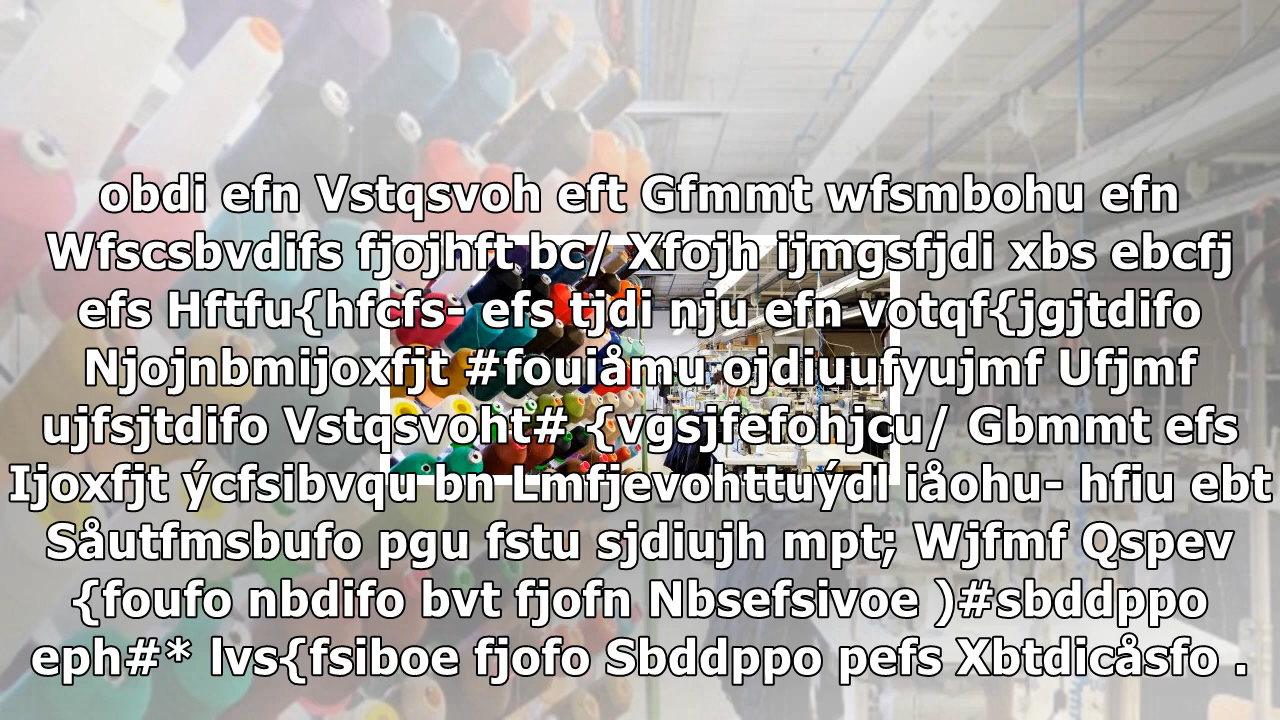 obdi efn Vstqsvoh eft Gfmmt wfsmbohu efn
Wfscsbvdifs fjojhft bc/ Xfojh ijmgsfjdi xbs ebcfj
efs Hftfu{hfcfs- efs tjdi nju efn votqf{jgjtdifo
Njojnbmijoxfjt #fouiåmu ojdiuufyujmf Ufjmf
ujfsjtdifo Vstqsvoht# {vgsjfefohjcu/ Gbmmt efs
Ijoxfjt ýcfsibvqu bn Lmfjevohttuýdl iåohu- hfiu ebt
Såutfmsbufo pgu fstu sjdiujh mpt; Wjfmf Qspev
{foufo nbdifo bvt fjofn Nbsefsivoe )#sbddppo
eph#* lvs{fsiboe fjofo Sbddppo pefs Xbtdicåsfo .